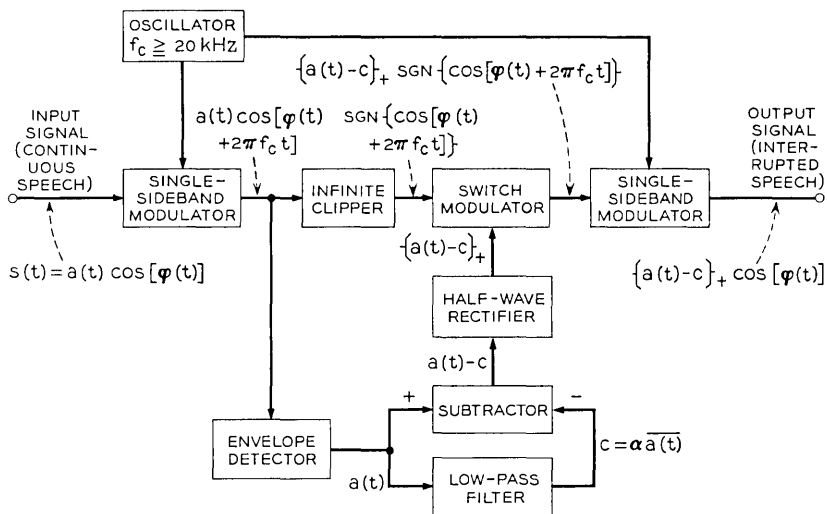 OSCILLATOR
f_c ≧ 20 kHz
{a(t)-c}₊ SGN{COS[φ(t)+2πf_c t]}
INPUT
SIGNAL
(CONTIN-
UOUS
SPEECH)
a(t) cos[φ(t)
+2πf_c t]
SGN{COS[φ(t)
+2πf_c t]}
OUTPUT
SIGNAL
(INTER-
RUPTED
SPEECH)
SINGLE-
SIDEBAND
MODULATOR
INFINITE
CLIPPER
SWITCH
MODULATOR
SINGLE-
SIDEBAND
MODULATOR
s(t) = a(t) cos[φ(t)]
{a(t)-c}₊
{a(t)-c}₊ cos[φ(t)]
HALF-WAVE
RECTIFIER
a(t)-c
+
SUBTRACTOR
−
ENVELOPE
DETECTOR
a(t)
LOW-PASS
FILTER
c = α\overline{a(t)}